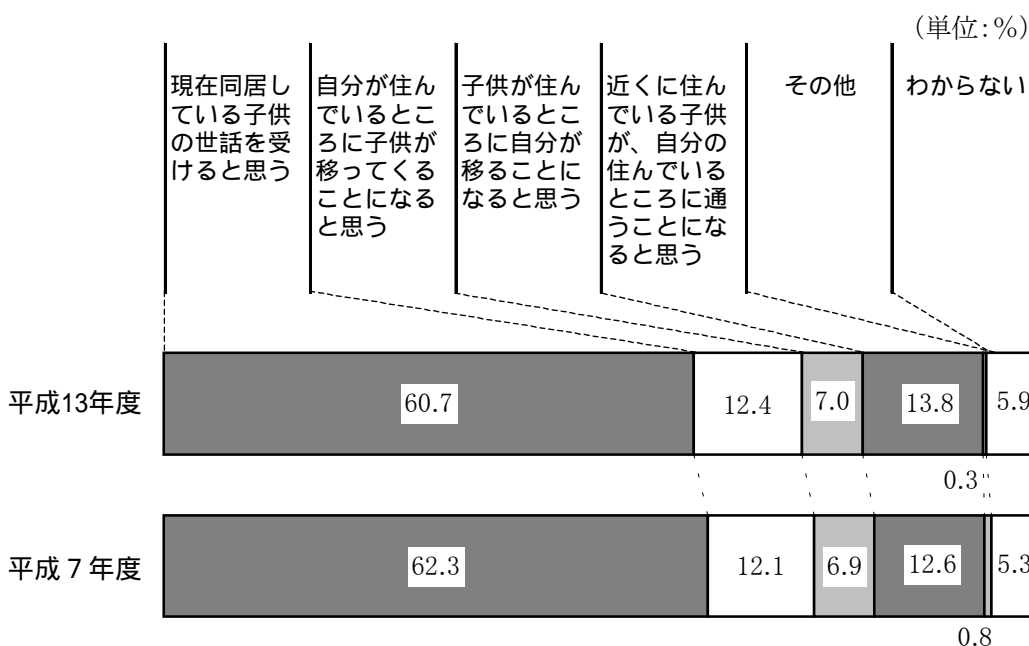 (単位:%)
現在同居し
ている子供
の世話を受
けると思う
自分が住ん
でいるとこ
ろに子供が
移ってくる
ことになる
と思う
子供が住ん
でいるとこ
ろに自分が
移ることに
なると思う
近くに住ん
でいる子供
が、自分の
住んでいる
ところに通
うことにな
ると思う
その他
わからない
平成13年度
60.7
12.4
7.0
13.8
5.9
0.3
平成7年度
62.3
12.1
6.9
12.6
5.3
0.8